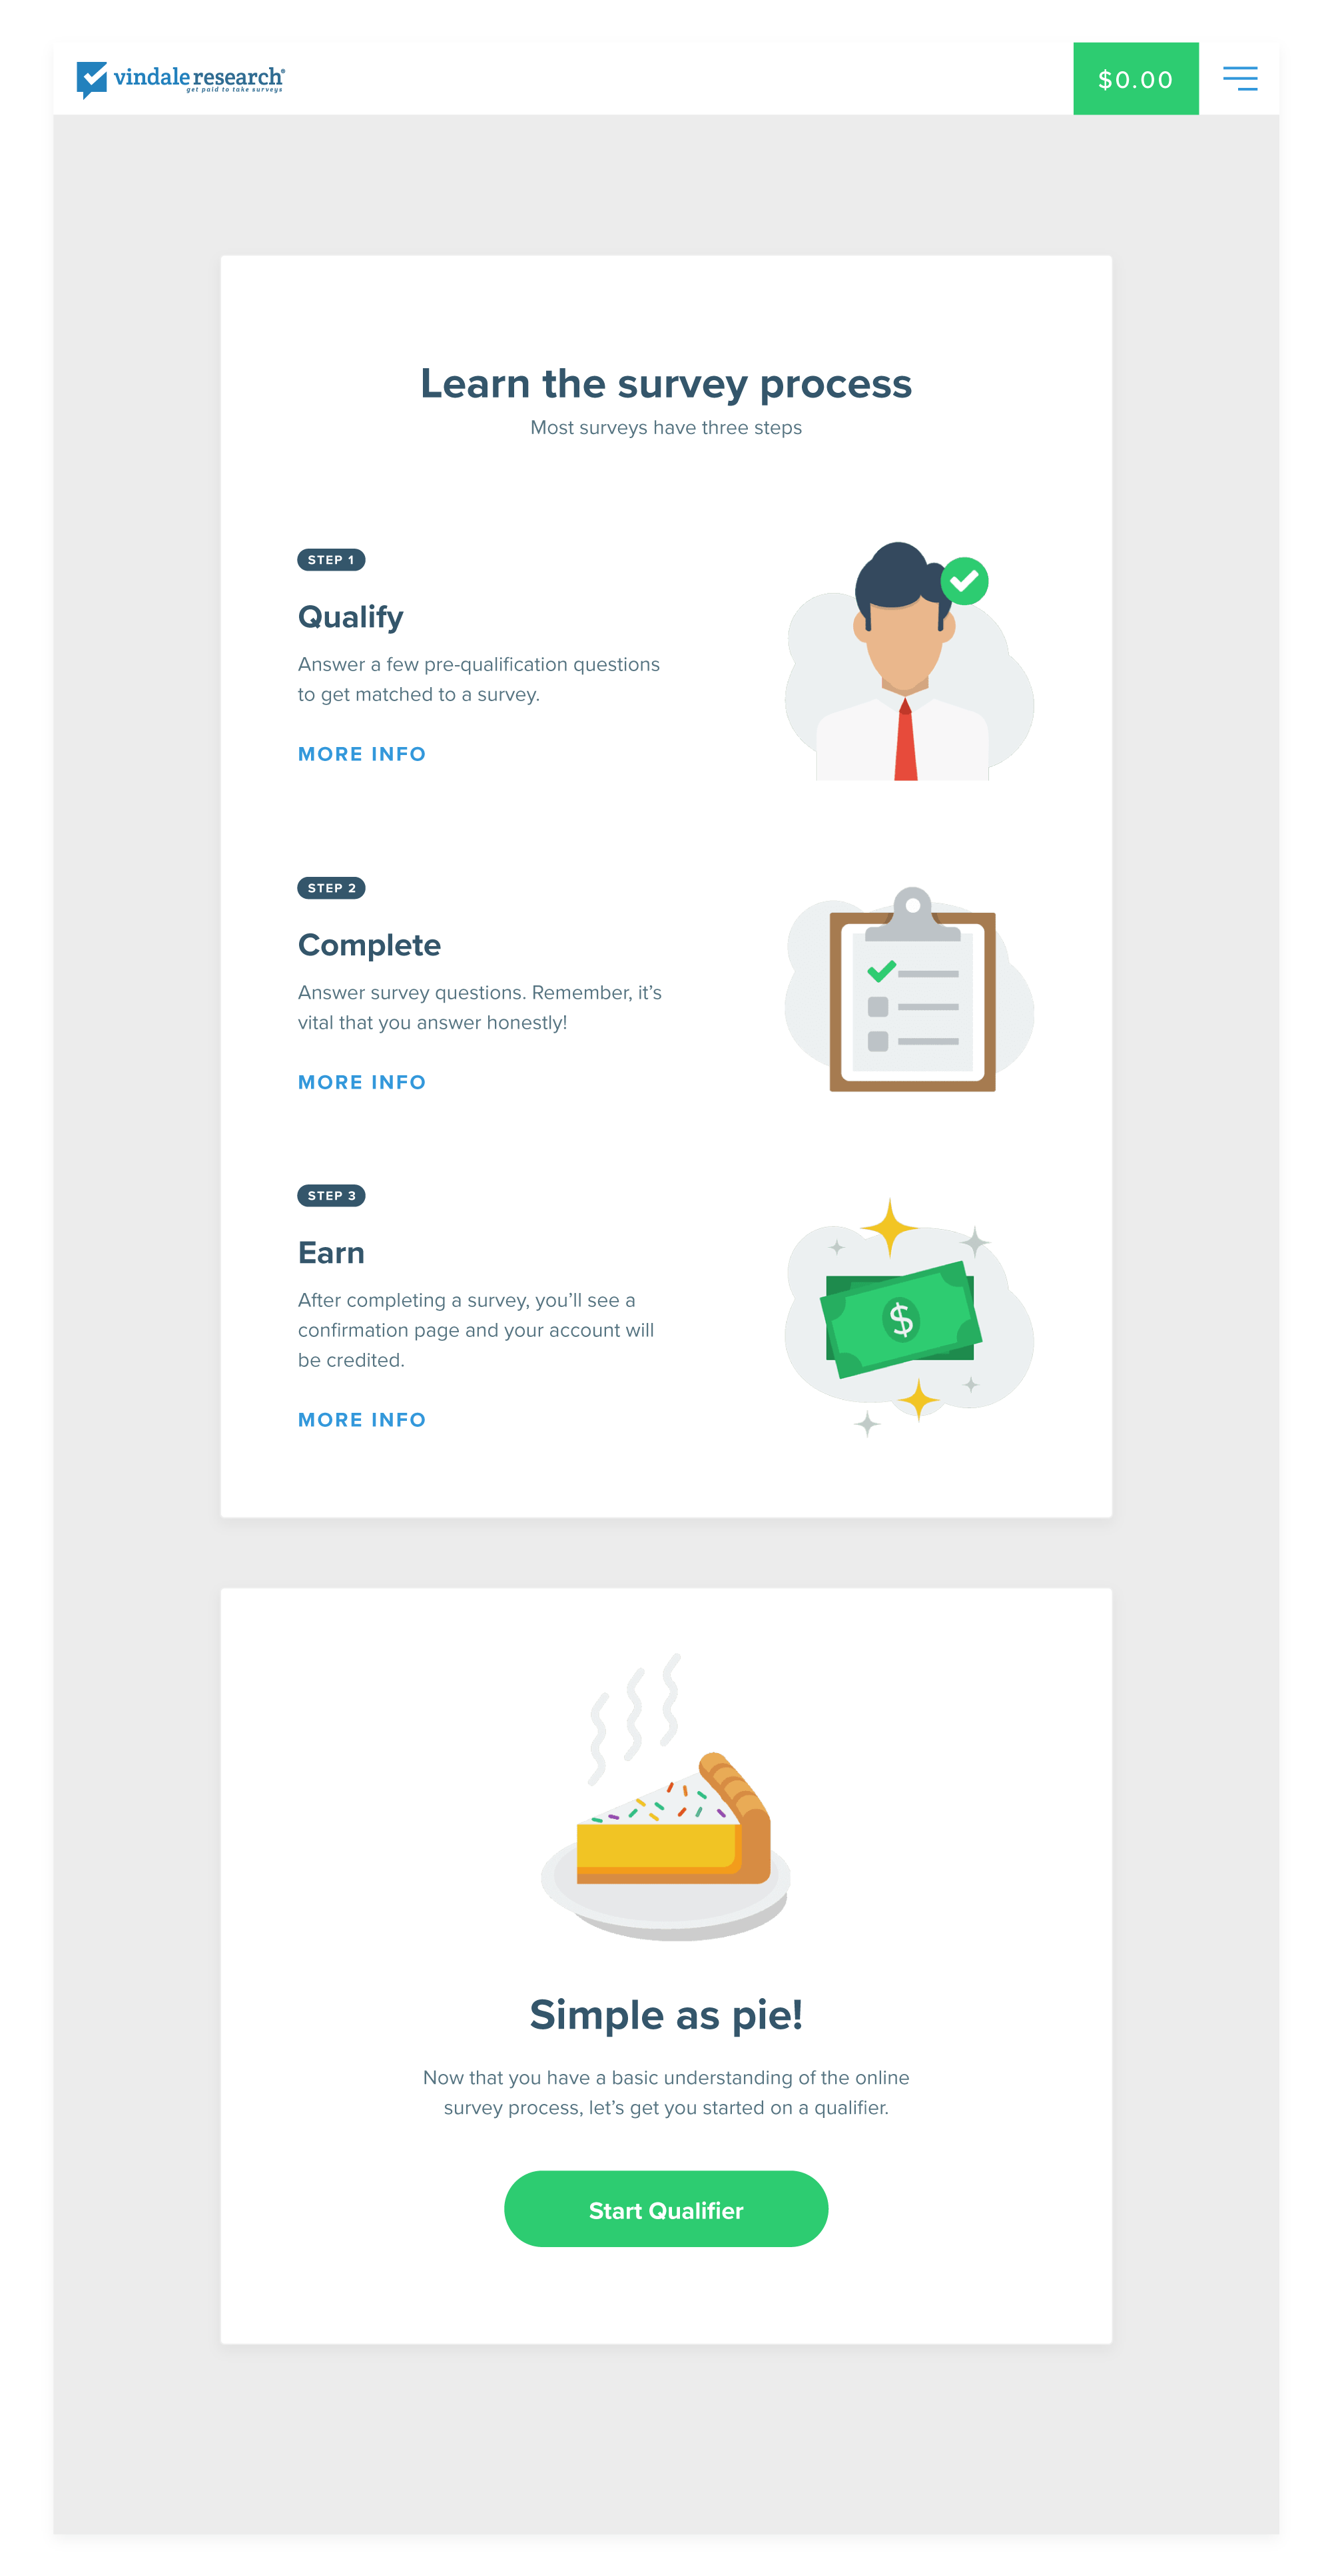 vindale research®
get paid to take surveys
$0.00
Learn the survey process
Most surveys have three steps
STEP 1
Qualify
Answer a few pre-qualification questions
to get matched to a survey.
MORE INFO
STEP 2
Complete
Answer survey questions. Remember, it’s
vital that you answer honestly!
MORE INFO
STEP 3
Earn
After completing a survey, you’ll see a
confirmation page and your account will
be credited.
MORE INFO
$
Simple as pie!
Now that you have a basic understanding of the online
survey process, let’s get you started on a qualifier.
Start Qualifier